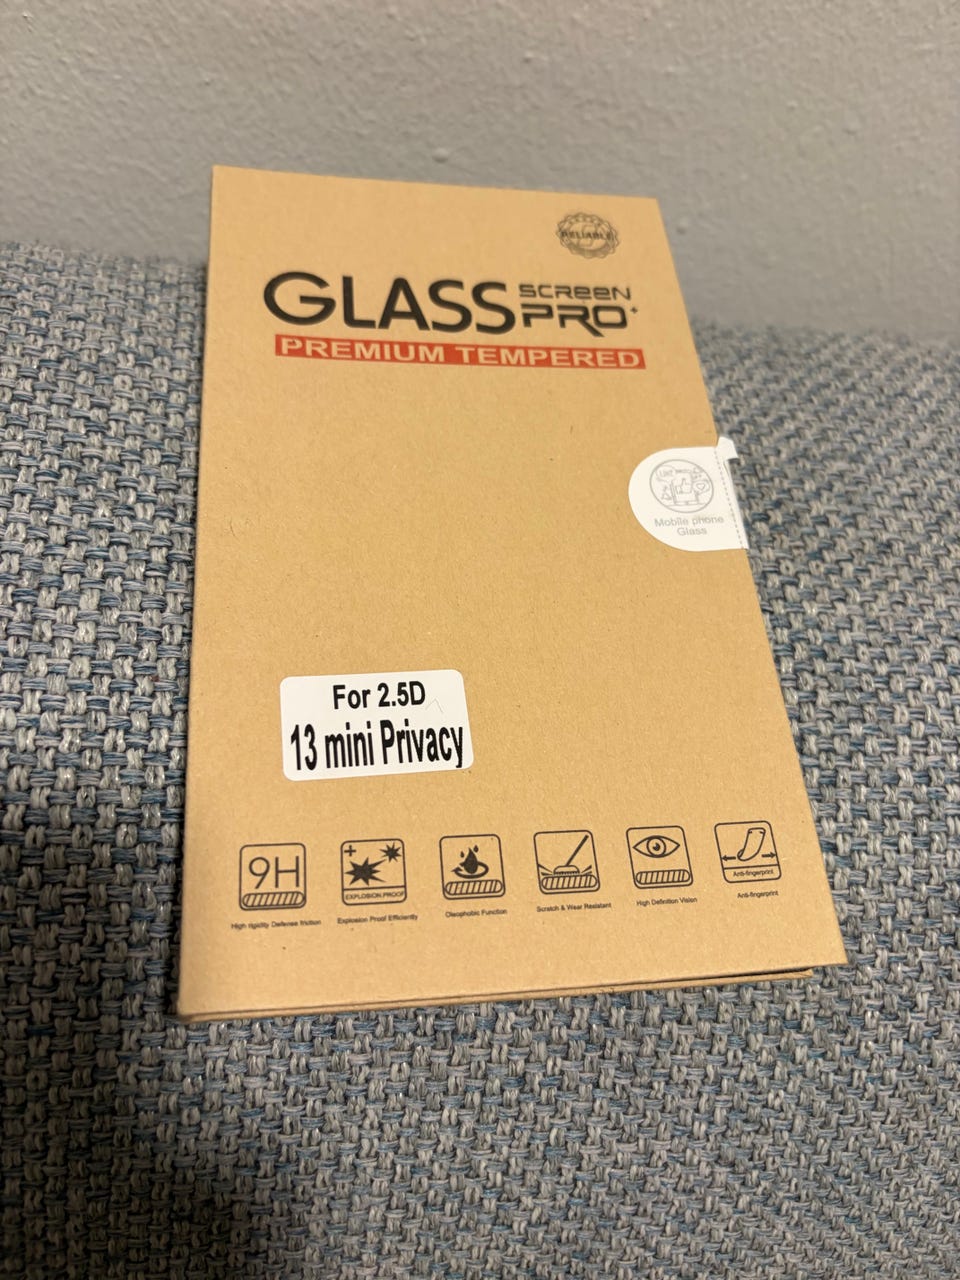 RELIABLE
GLASS SCREEN PRO+
PREMIUM TEMPERED
Mobile phone
Glass
For 2.5D
13 mini Privacy
9H
EXPLOSION PROOF
Anti-fingerprint
High rigidity Defense friction
Explosion Proof Efficiently
Oleophobic Function
Scratch & Wear Resistant
High Definition Vision
Anti-fingerprint